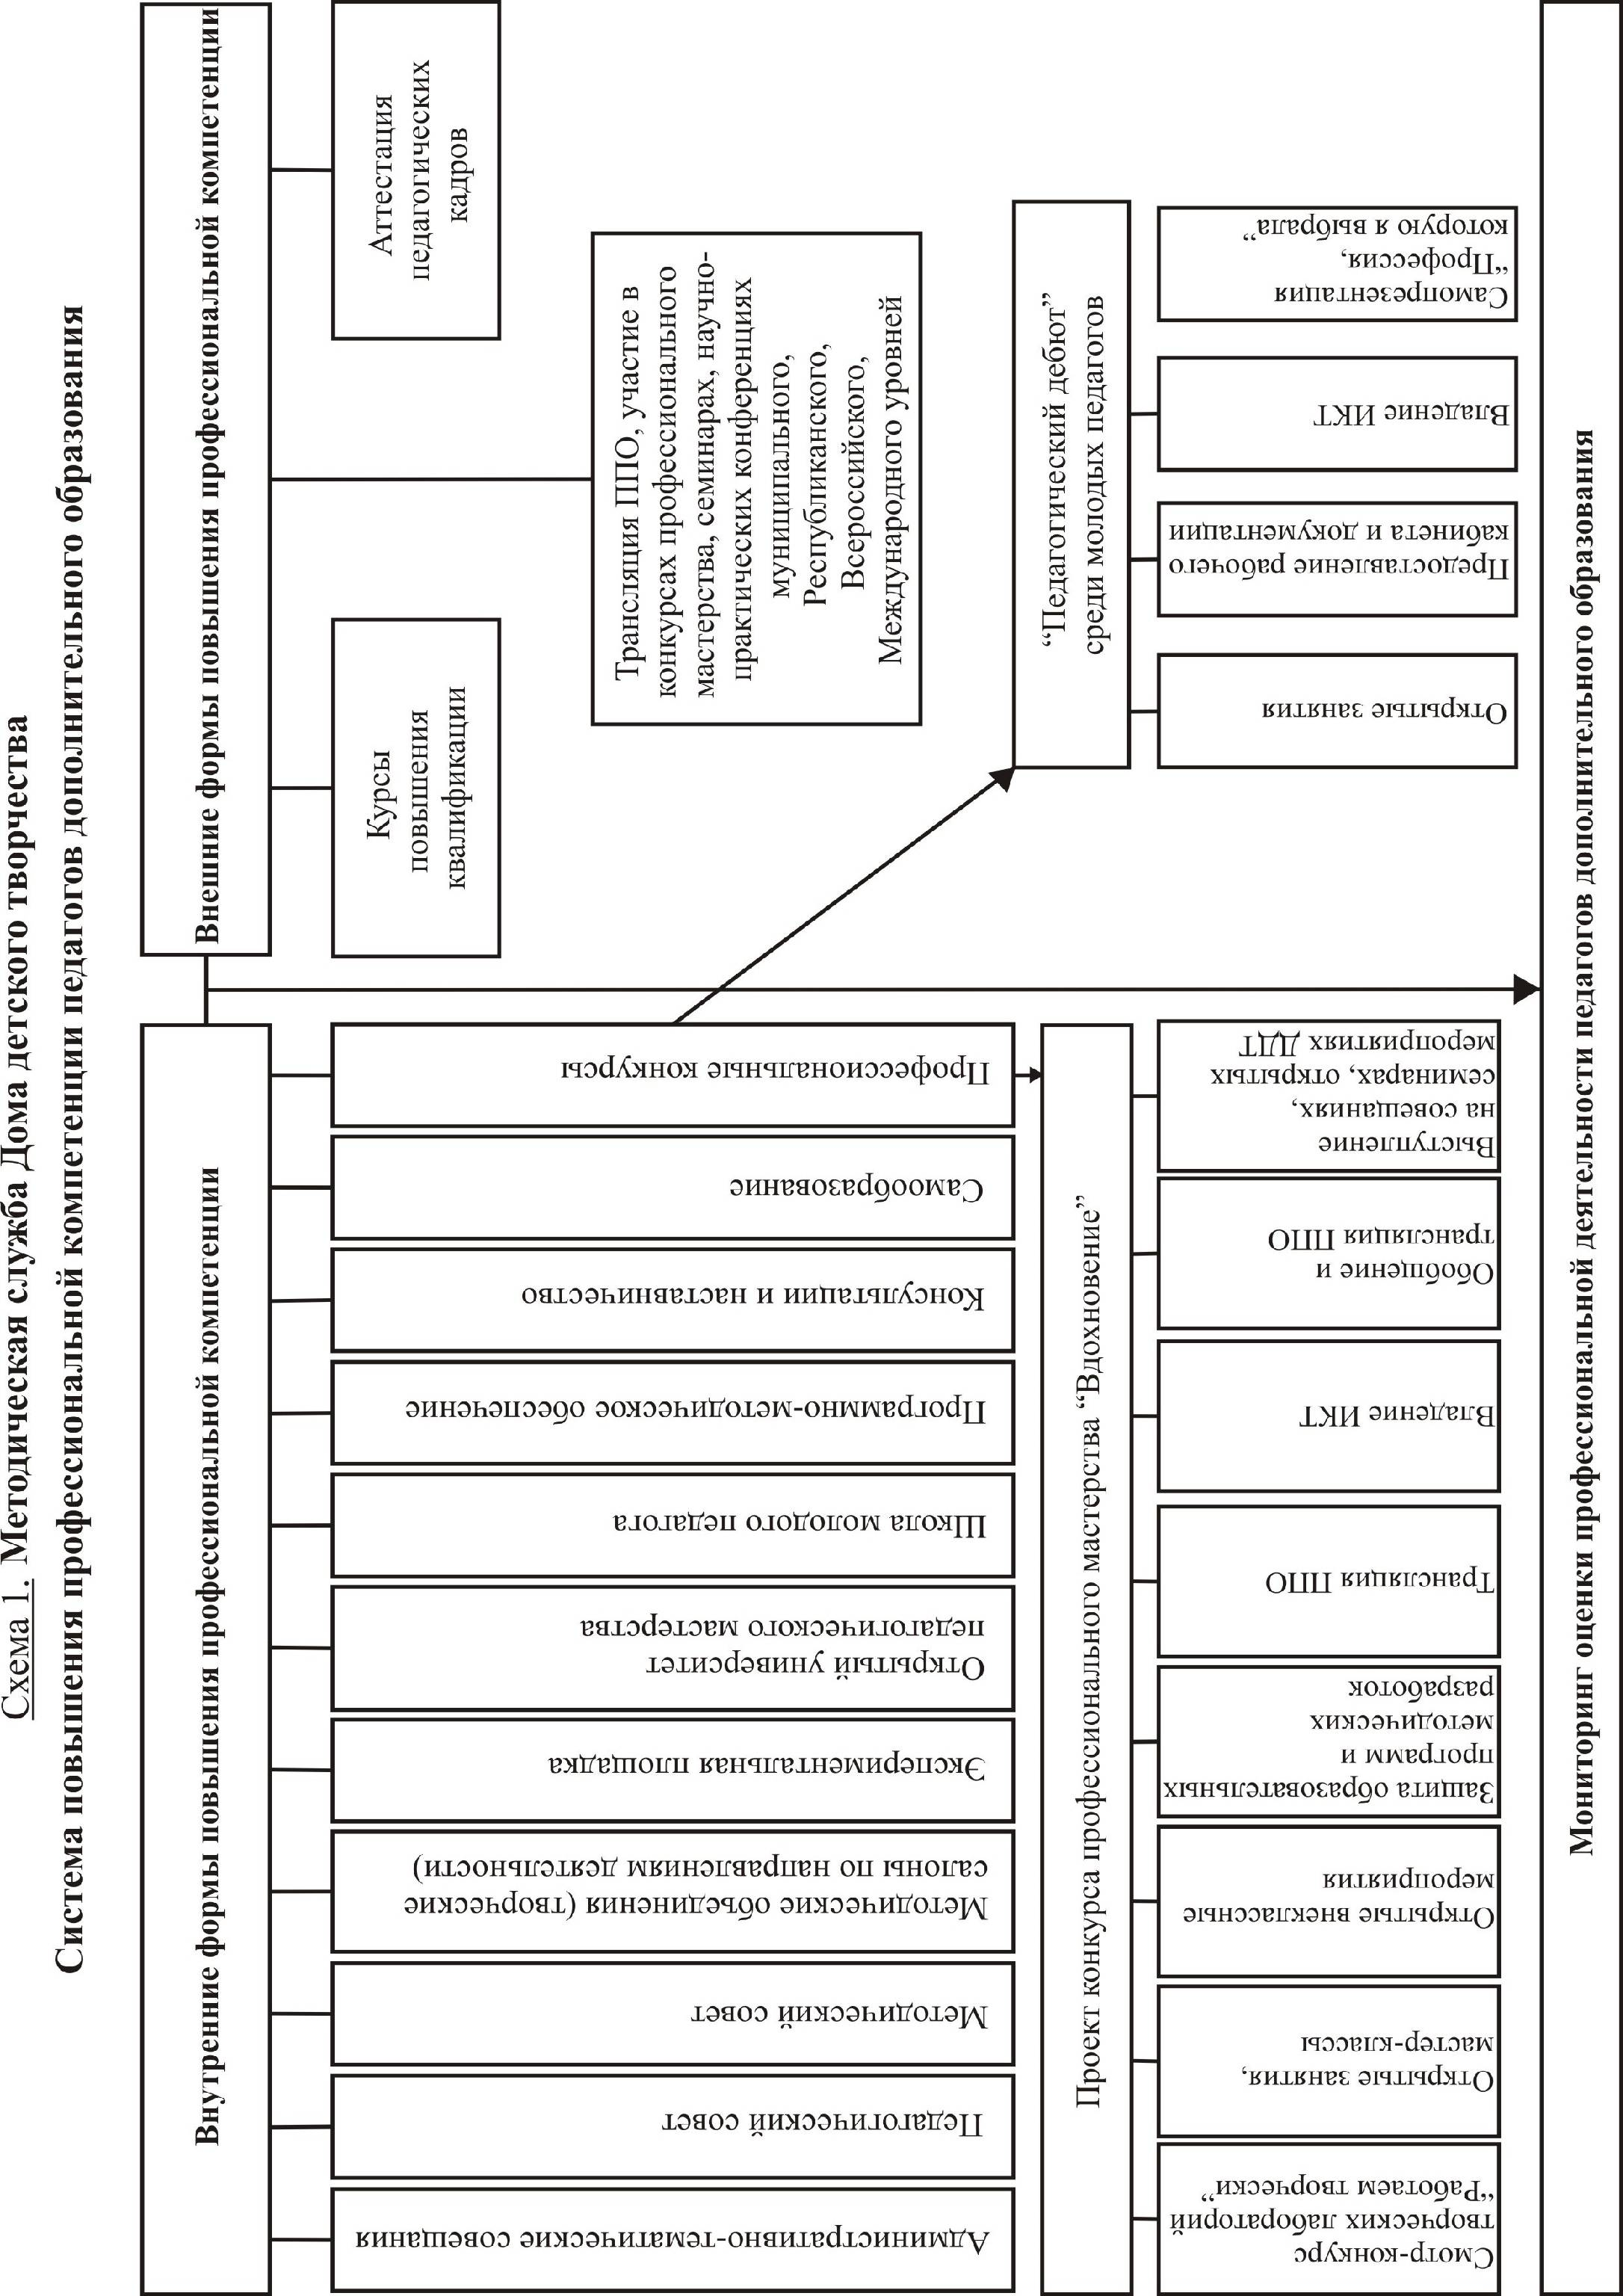 Схема 1. Методическая служба Дома детского творчества
Система повышения профессиональной компетенции педагогов дополнительного образования
Внутренние формы повышения профессиональной компетенции
Внешние формы повышения профессиональной компетенции
Административно-тематические совещания
Педагогический совет
Методический совет
Методические объединения (творческие
салоны по направлениям деятельности)
Экспериментальная площадка
Открытый университет
педагогического мастерства
Школа молодого педагога
Программно-методическое обеспечение
Консультации и наставничество
Самообразование
Профессиональные конкурсы
Курсы
повышения
квалификации
Трансляция ППО, участие в
конкурсах профессионального
мастерства, семинарах, научно-
практических конференциях
муниципального,
Республиканского,
Всероссийского,
Международного уровней
Аттестация
педагогических
кадров
Проект конкурса профессионального мастерства “Вдохновение”
Смотр-конкурс
творческих лабораторий
“Работаем творчески”
Открытые занятия,
мастер-классы
Открытые внеклассные
мероприятия
Защита образовательных
программ и
методических
разработок
Трансляция ППО
Владение ИКТ
Обобщение и
трансляция ППО
Выступление
на совещаниях,
семинарах, открытых
мероприятиях ДДТ
“Педагогический дебют”
среди молодых педагогов
Открытые занятия
Предоставление рабочего
кабинета и документации
Владение ИКТ
Самопрезентация
“Профессия,
которую я выбрала”
Мониторинг оценки профессиональной деятельности педагогов дополнительного образования